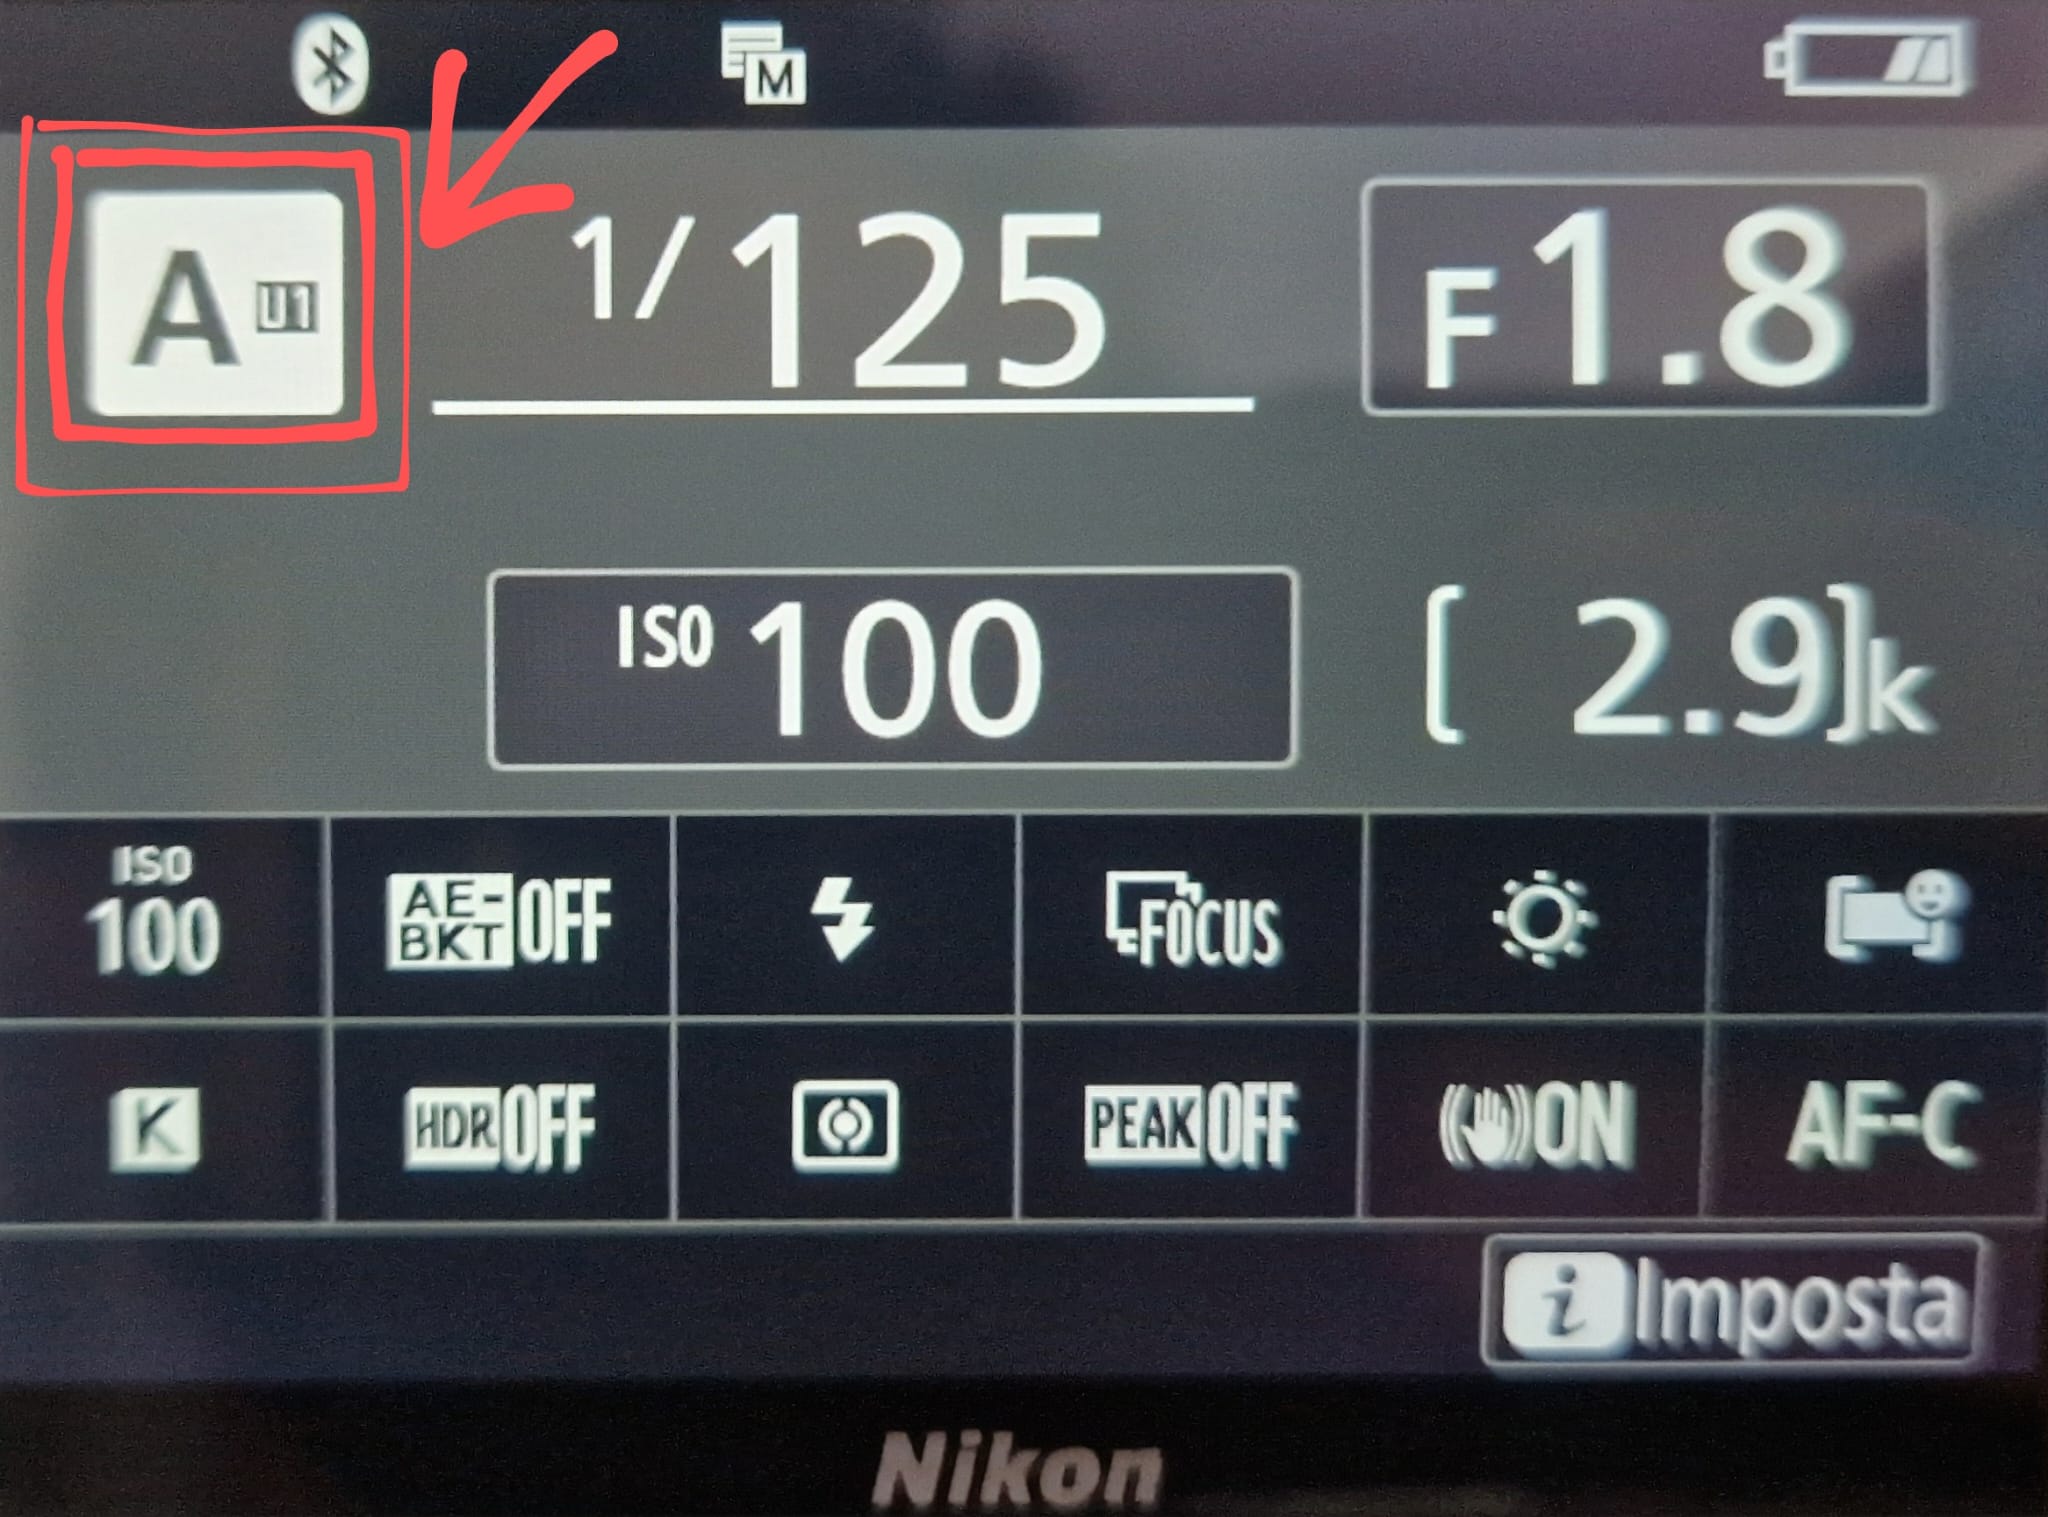 M
A U1 1/125 F1.8
ISO 100 [ 2.9]k
ISO
100
AE-
BKT OFF
FOCUS
K HDR OFF PEAK OFF ON AF-C
i Imposta
Nikon